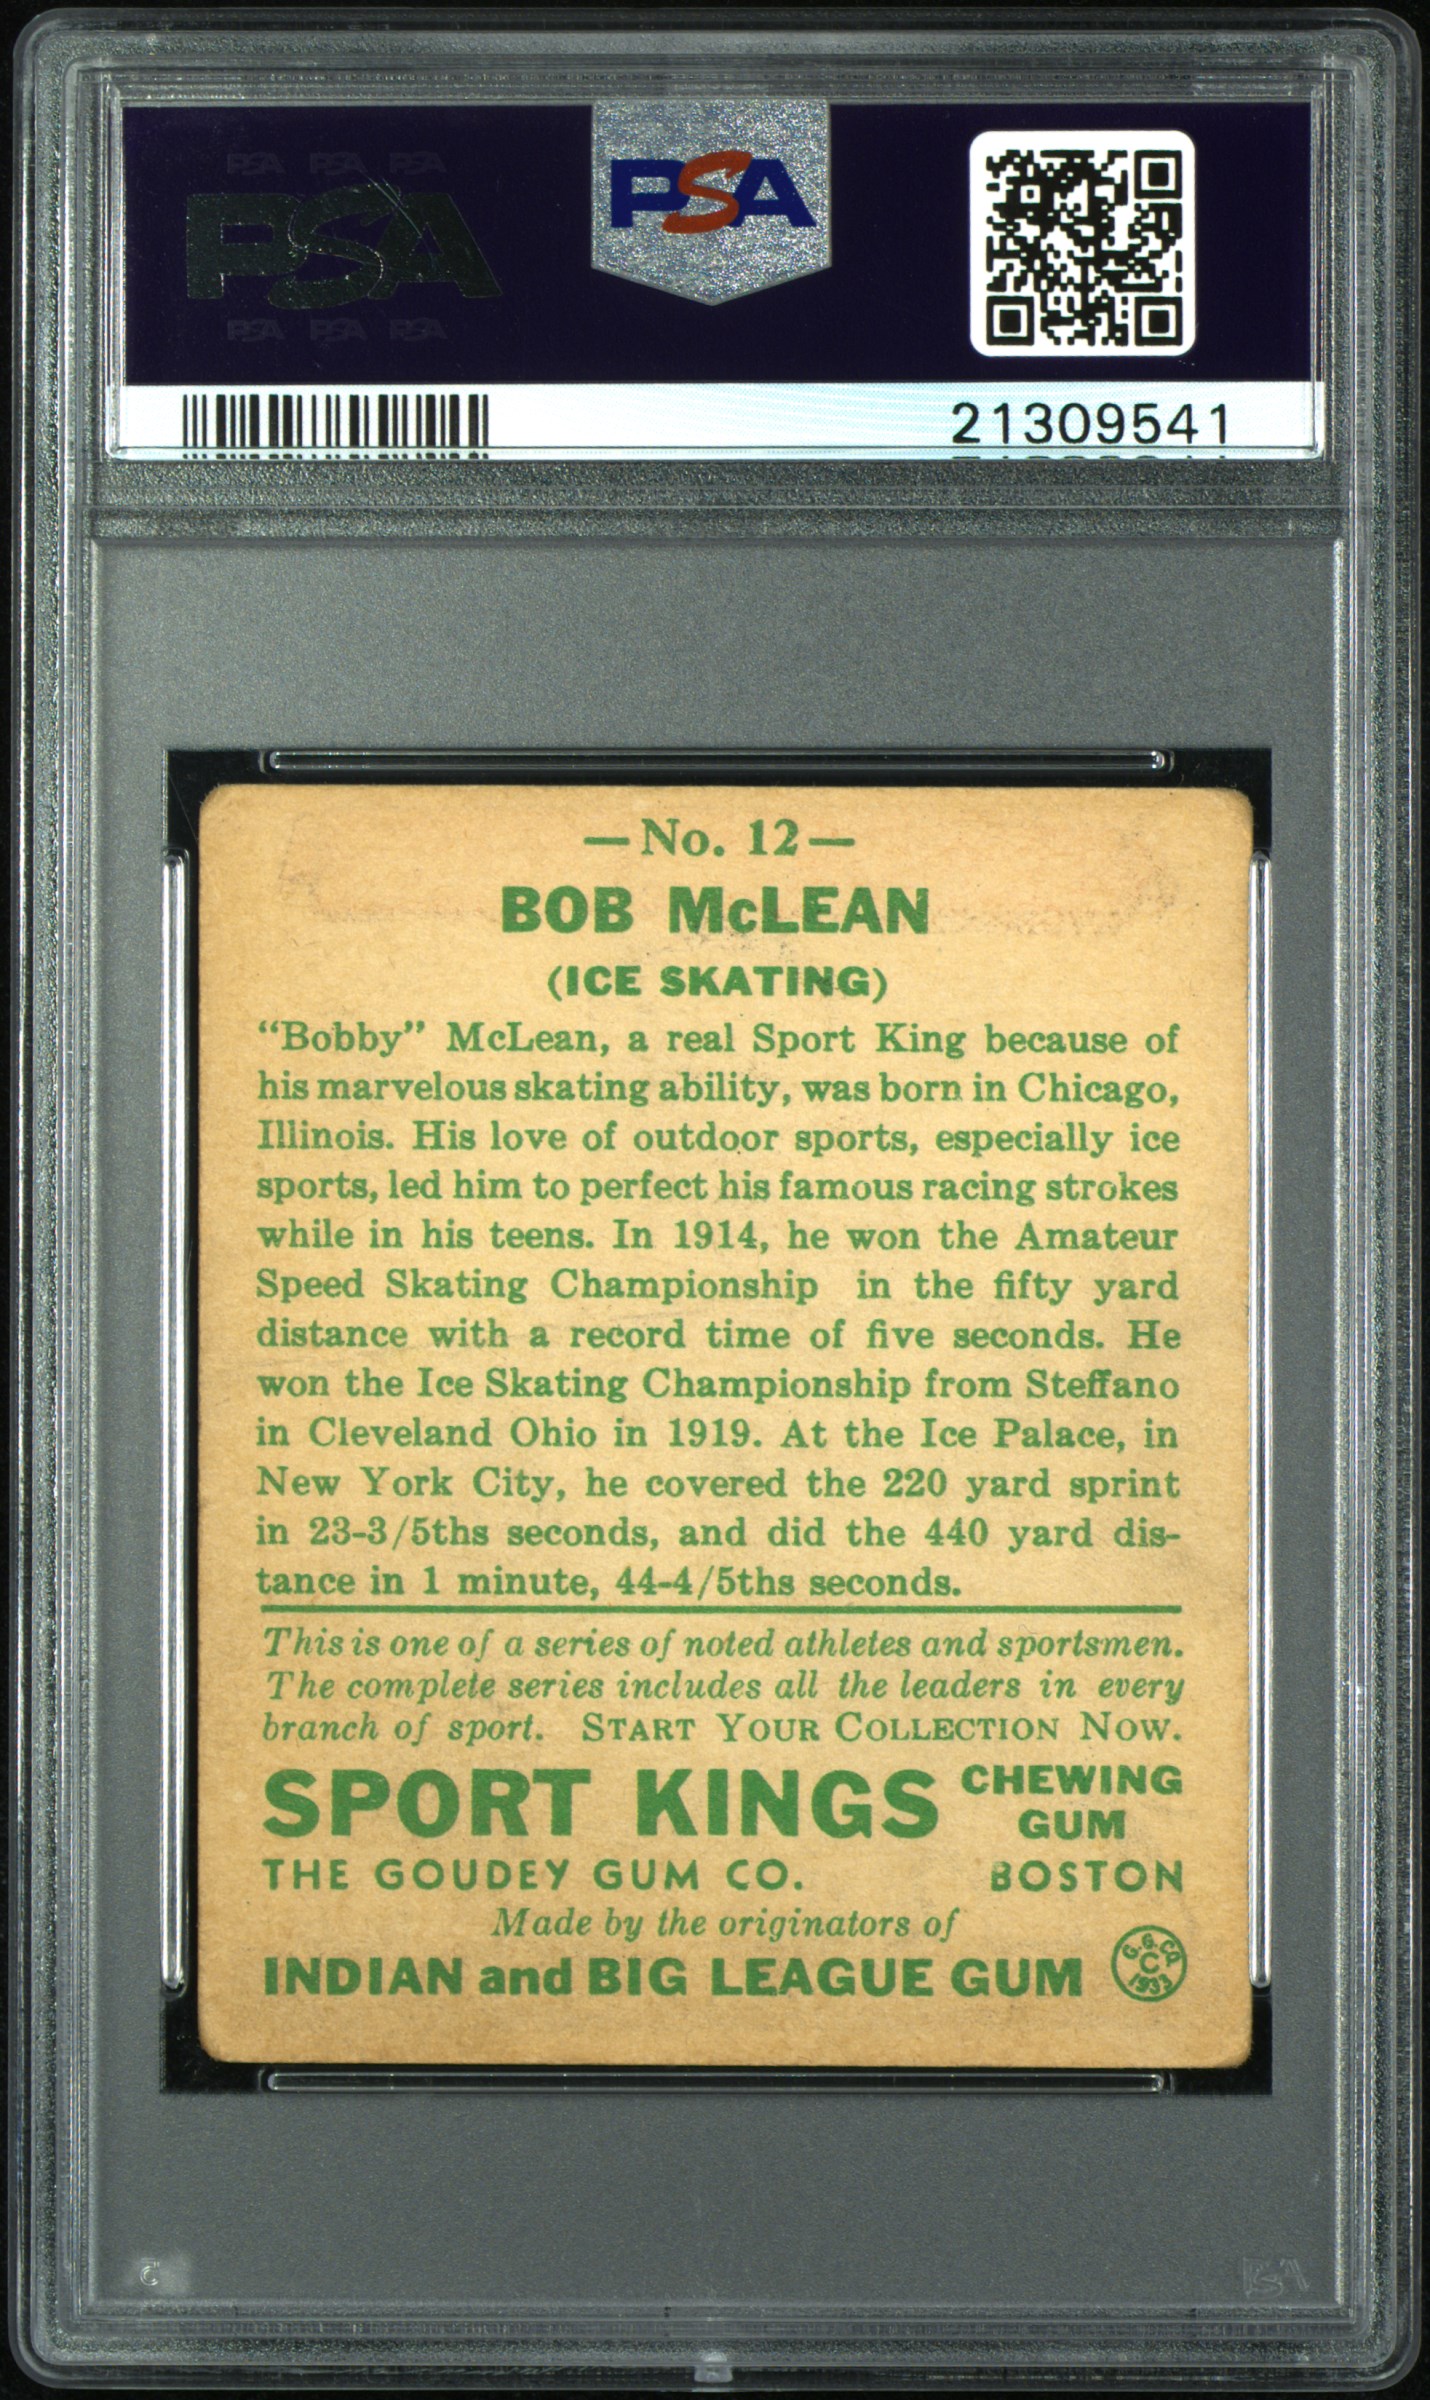 PSA PSA PSA
PSA
PSA PSA PSA
PSA
21309541
—No. 12—
BOB McLEAN
(ICE SKATING)
“Bobby” McLean, a real Sport King because of
his marvelous skating ability, was born in Chicago,
Illinois. His love of outdoor sports, especially ice
sports, led him to perfect his famous racing strokes
while in his teens. In 1914, he won the Amateur
Speed Skating Championship in the fifty yard
distance with a record time of five seconds. He
won the Ice Skating Championship from Steffano
in Cleveland Ohio in 1919. At the Ice Palace, in
New York City, he covered the 220 yard sprint
in 23-3/5ths seconds, and did the 440 yard dis-
tance in 1 minute, 44-4/5ths seconds.
This is one of a series of noted athletes and sportsmen.
The complete series includes all the leaders in every
branch of sport. START YOUR COLLECTION NOW.
SPORT KINGS CHEWING
GUM
THE GOUDEY GUM CO. BOSTON
Made by the originators of
INDIAN and BIG LEAGUE GUM
G.G.CO.
C
1933
PSA